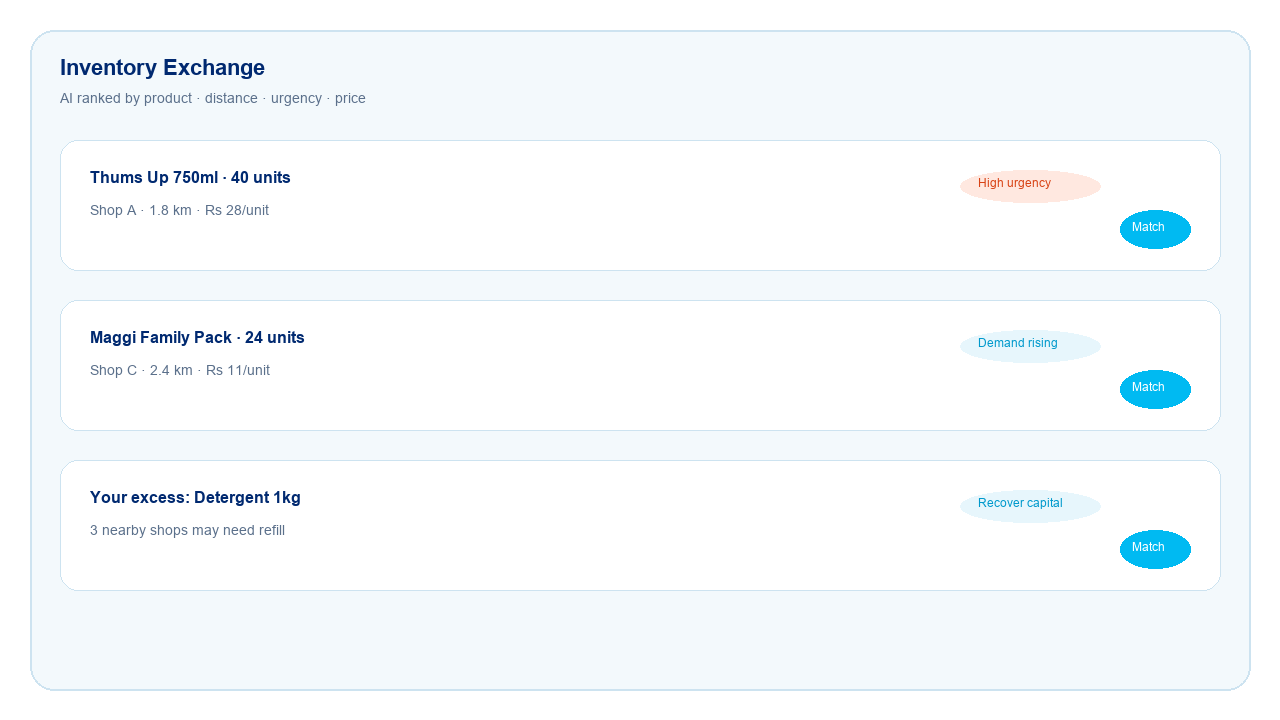 Inventory Exchange
AI ranked by product · distance · urgency · price
Thums Up 750ml · 40 units
High urgency
Shop A · 1.8 km · Rs 28/unit
Match
Maggi Family Pack · 24 units
Demand rising
Shop C · 2.4 km · Rs 11/unit
Match
Your excess: Detergent 1kg
Recover capital
3 nearby shops may need refill
Match